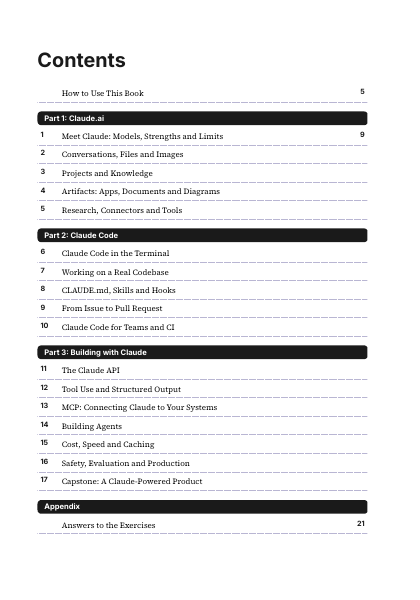 Contents
How to Use This Book 5
Part 1: Claude.ai
1 Meet Claude: Models, Strengths and Limits 9
2 Conversations, Files and Images
3 Projects and Knowledge
4 Artifacts: Apps, Documents and Diagrams
5 Research, Connectors and Tools
Part 2: Claude Code
6 Claude Code in the Terminal
7 Working on a Real Codebase
8 CLAUDE.md, Skills and Hooks
9 From Issue to Pull Request
10 Claude Code for Teams and CI
Part 3: Building with Claude
11 The Claude API
12 Tool Use and Structured Output
13 MCP: Connecting Claude to Your Systems
14 Building Agents
15 Cost, Speed and Caching
16 Safety, Evaluation and Production
17 Capstone: A Claude-Powered Product
Appendix
Answers to the Exercises 21